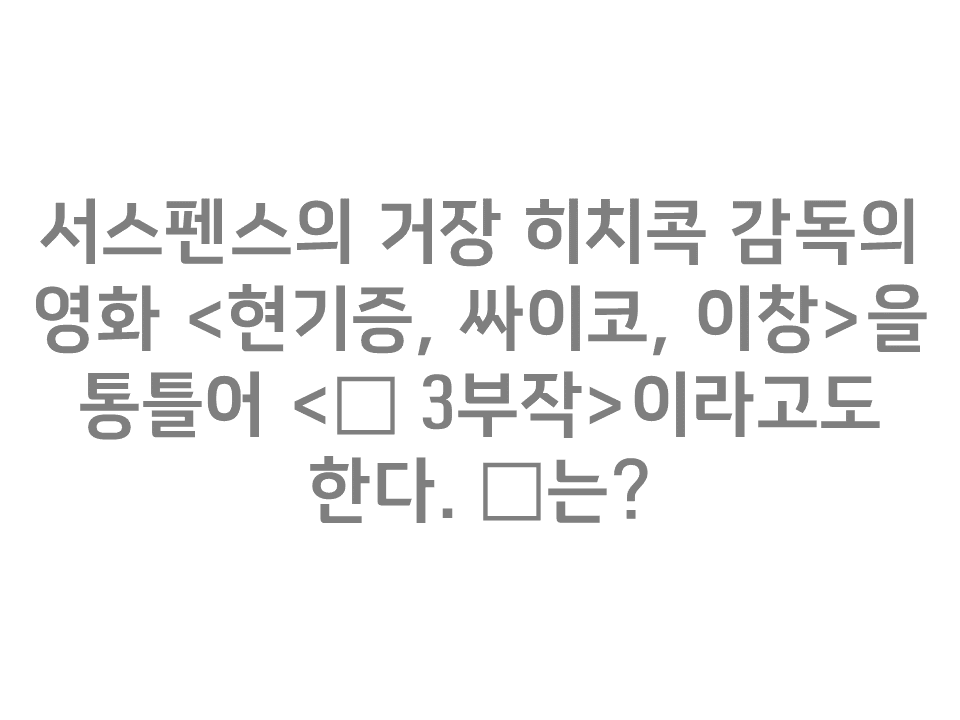 서스펜스의 거장 히치콕 감독의
영화 <현기증, 싸이코, 이창>을
통틀어 <□ 3부작>이라고도
한다. □는?